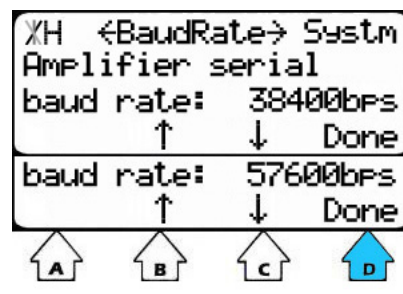 XH ←BaudRate→ Systm
Amplifier serial
baud rate: 38400bps
↑ ↓ Done
baud rate: 57600bps
↑ ↓ Done
A B C D